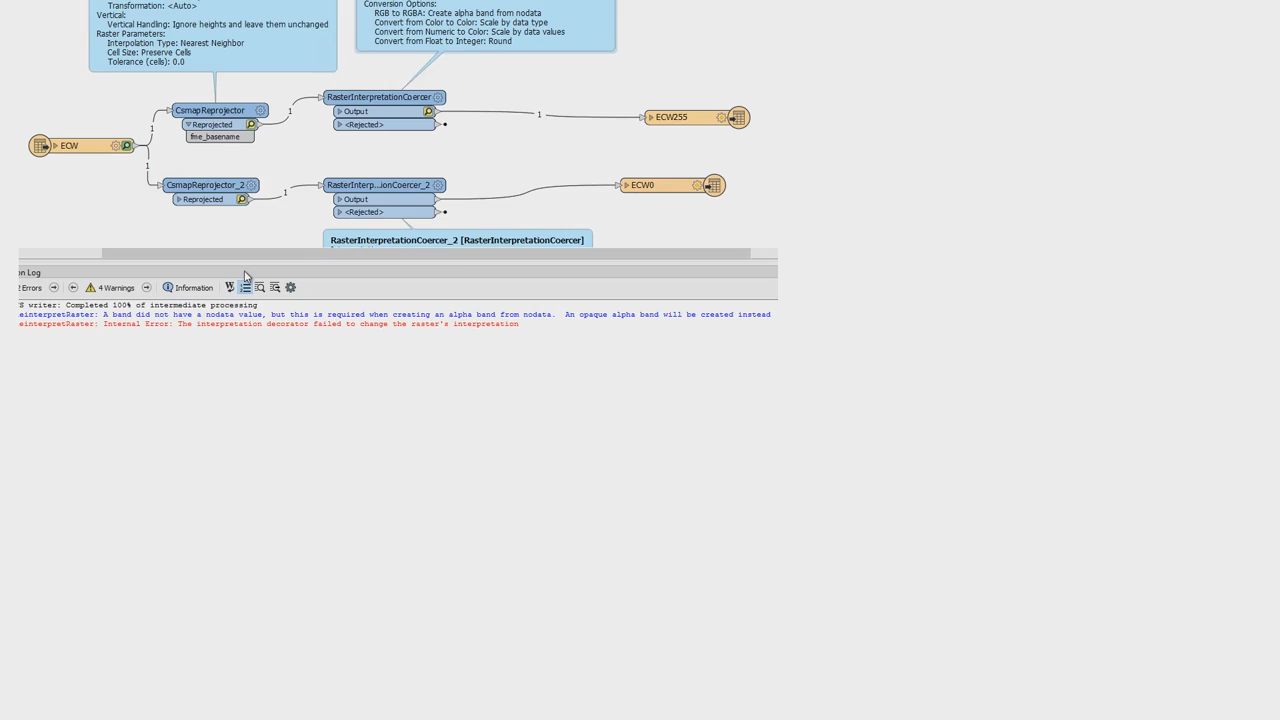 Transformation: <Auto>
Vertical:
Vertical Handling: Ignore heights and leave them unchanged
Raster Parameters:
Interpolation Type: Nearest Neighbor
Cell Size: Preserve Cells
Tolerance (cells): 0.0
Conversion Options:
RGB to RGBA: Create alpha band from nodata
Convert from Color to Color: Scale by data type
Convert from Numeric to Color: Scale by data values
Convert from Float to Integer: Round
CsmapReprojector
Reprojected
fme_basename
1
RasterInterpretationCoercer
Output
<Rejected>
1
ECW255
ECW
1
1
CsmapReprojector_2
Reprojected
1
RasterInterp...ionCoercer_2
Output
<Rejected>
ECW0
RasterInterpretationCoercer_2 [RasterInterpretationCoercer]
on Log
2 Errors
4 Warnings
Information
S writer: Completed 100% of intermediate processing
einterpretRaster: A band did not have a nodata value, but this is required when creating an alpha band from nodata.  An opaque alpha band will be created instead
einterpretRaster: Internal Error: The interpretation decorator failed to change the raster's interpretation